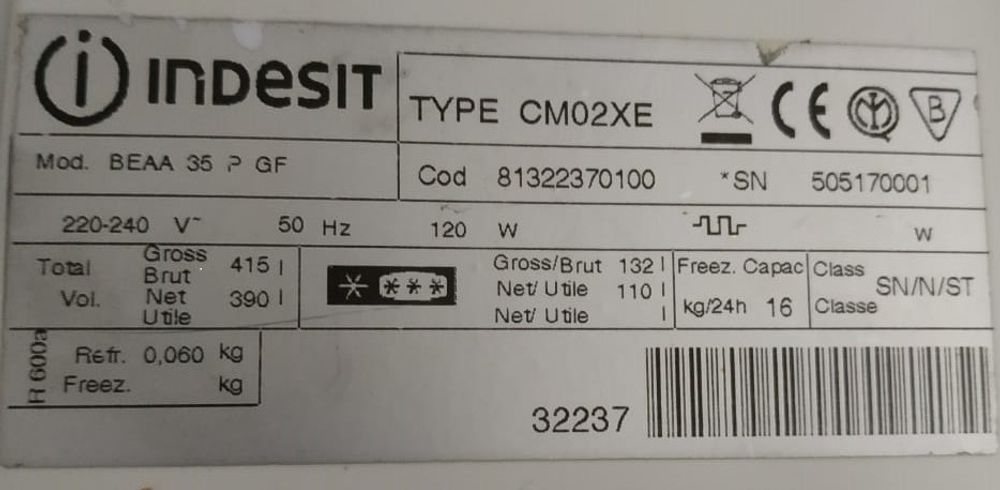 INDESIT
TYPE CM02XE
Mod. BEAA 35 P GF
Cod 81322370100 *SN 505170001
220-240 V~ 50 Hz 120 W W
Total Vol.
Gross Brut 415 l
Net Utile 390 l
Gross/Brut 132 l
Net/ Utile 110 l
Net/ Utile l
Freez. Capac
kg/24h 16
Class Classe SN/N/ST
R 600a
Refr. 0,060 kg
Freez. kg
32237